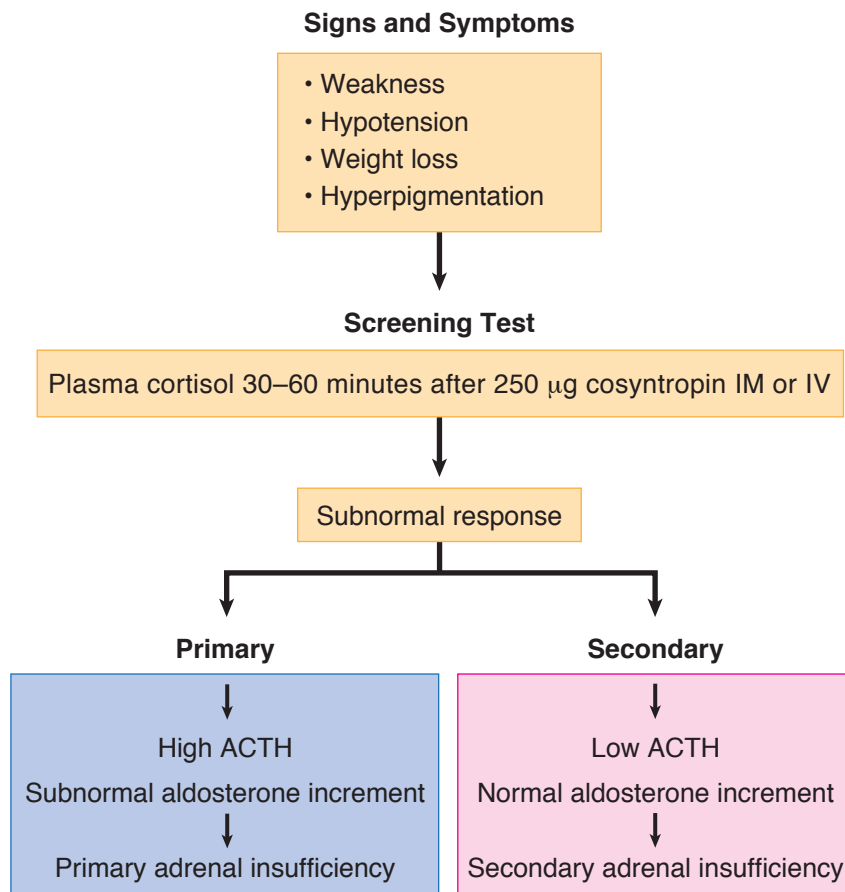 Signs and Symptoms
• Weakness
• Hypotension
• Weight loss
• Hyperpigmentation
Screening Test
Plasma cortisol 30–60 minutes after 250 μg cosyntropin IM or IV
Subnormal response
Primary
High ACTH
Subnormal aldosterone increment
Primary adrenal insufficiency
Secondary
Low ACTH
Normal aldosterone increment
Secondary adrenal insufficiency